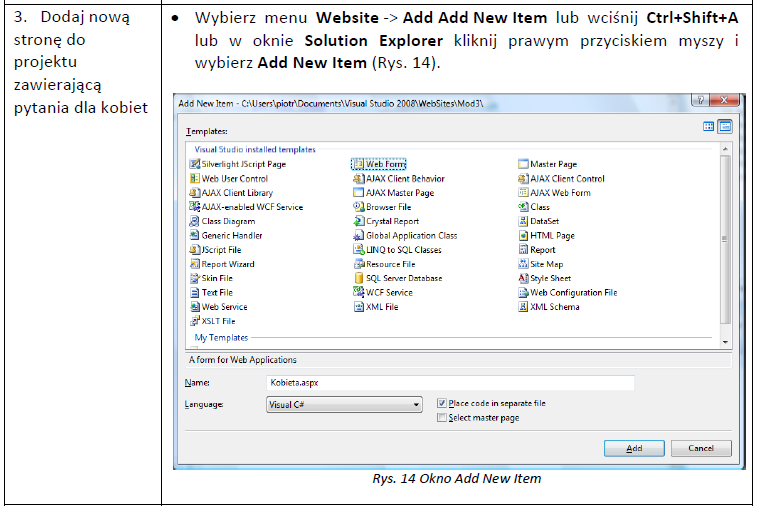 3. Dodaj nową
stronę do
projektu
zawierającą
pytania dla kobiet
• Wybierz menu Website -> Add Add New Item lub wciśnij Ctrl+Shift+A
lub w oknie Solution Explorer kliknij prawym przyciskiem myszy i
wybierz Add New Item (Rys. 14).
Add New Item - C:\Users\piotr\Documents\Visual Studio 2008\WebSites\Mod3\
Templates:
Visual Studio installed templates
Silverlight JScript Page Web Form Master Page
Web User Control AJAX Client Behavior AJAX Client Control
AJAX Client Library AJAX Master Page AJAX Web Form
AJAX-enabled WCF Service Browser File Class
Class Diagram Crystal Report DataSet
Generic Handler Global Application Class HTML Page
JScript File LINQ to SQL Classes Report
Report Wizard Resource File Site Map
Skin File SQL Server Database Style Sheet
Text File WCF Service Web Configuration File
Web Service XML File XML Schema
XSLT File
My Templates
A form for Web Applications
Name: Kobieta.aspx
Language: Visual C# Place code in separate file
Select master page
Add Cancel
Rys. 14 Okno Add New Item